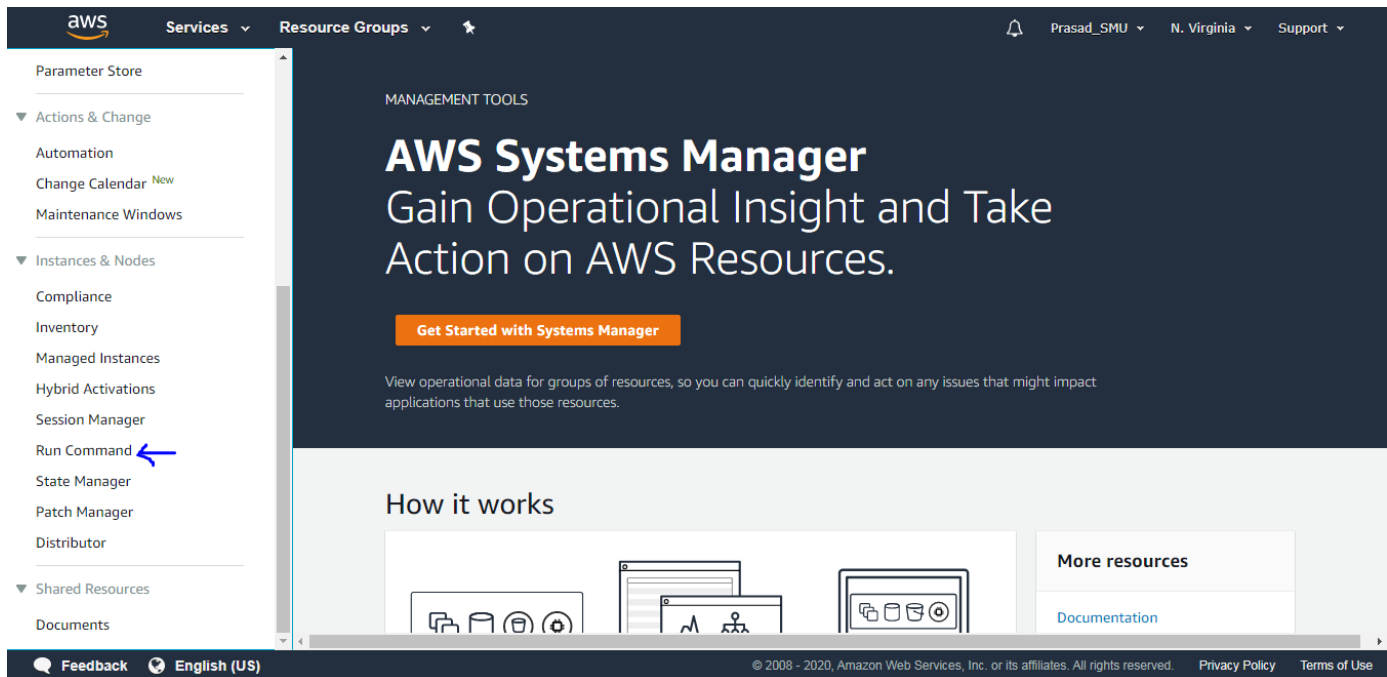 aws
Services
Resource Groups
Prasad_SMU
N. Virginia
Support
Parameter Store
Actions & Change
Automation
Change Calendar New
Maintenance Windows
Instances & Nodes
Compliance
Inventory
Managed Instances
Hybrid Activations
Session Manager
Run Command
State Manager
Patch Manager
Distributor
Shared Resources
Documents
MANAGEMENT TOOLS
AWS Systems Manager
Gain Operational Insight and Take
Action on AWS Resources.
Get Started with Systems Manager
View operational data for groups of resources, so you can quickly identify and act on any issues that might impact
applications that use those resources.
How it works
More resources
Documentation
Feedback
English (US)
© 2008 - 2020, Amazon Web Services, Inc. or its affiliates. All rights reserved.
Privacy Policy
Terms of Use